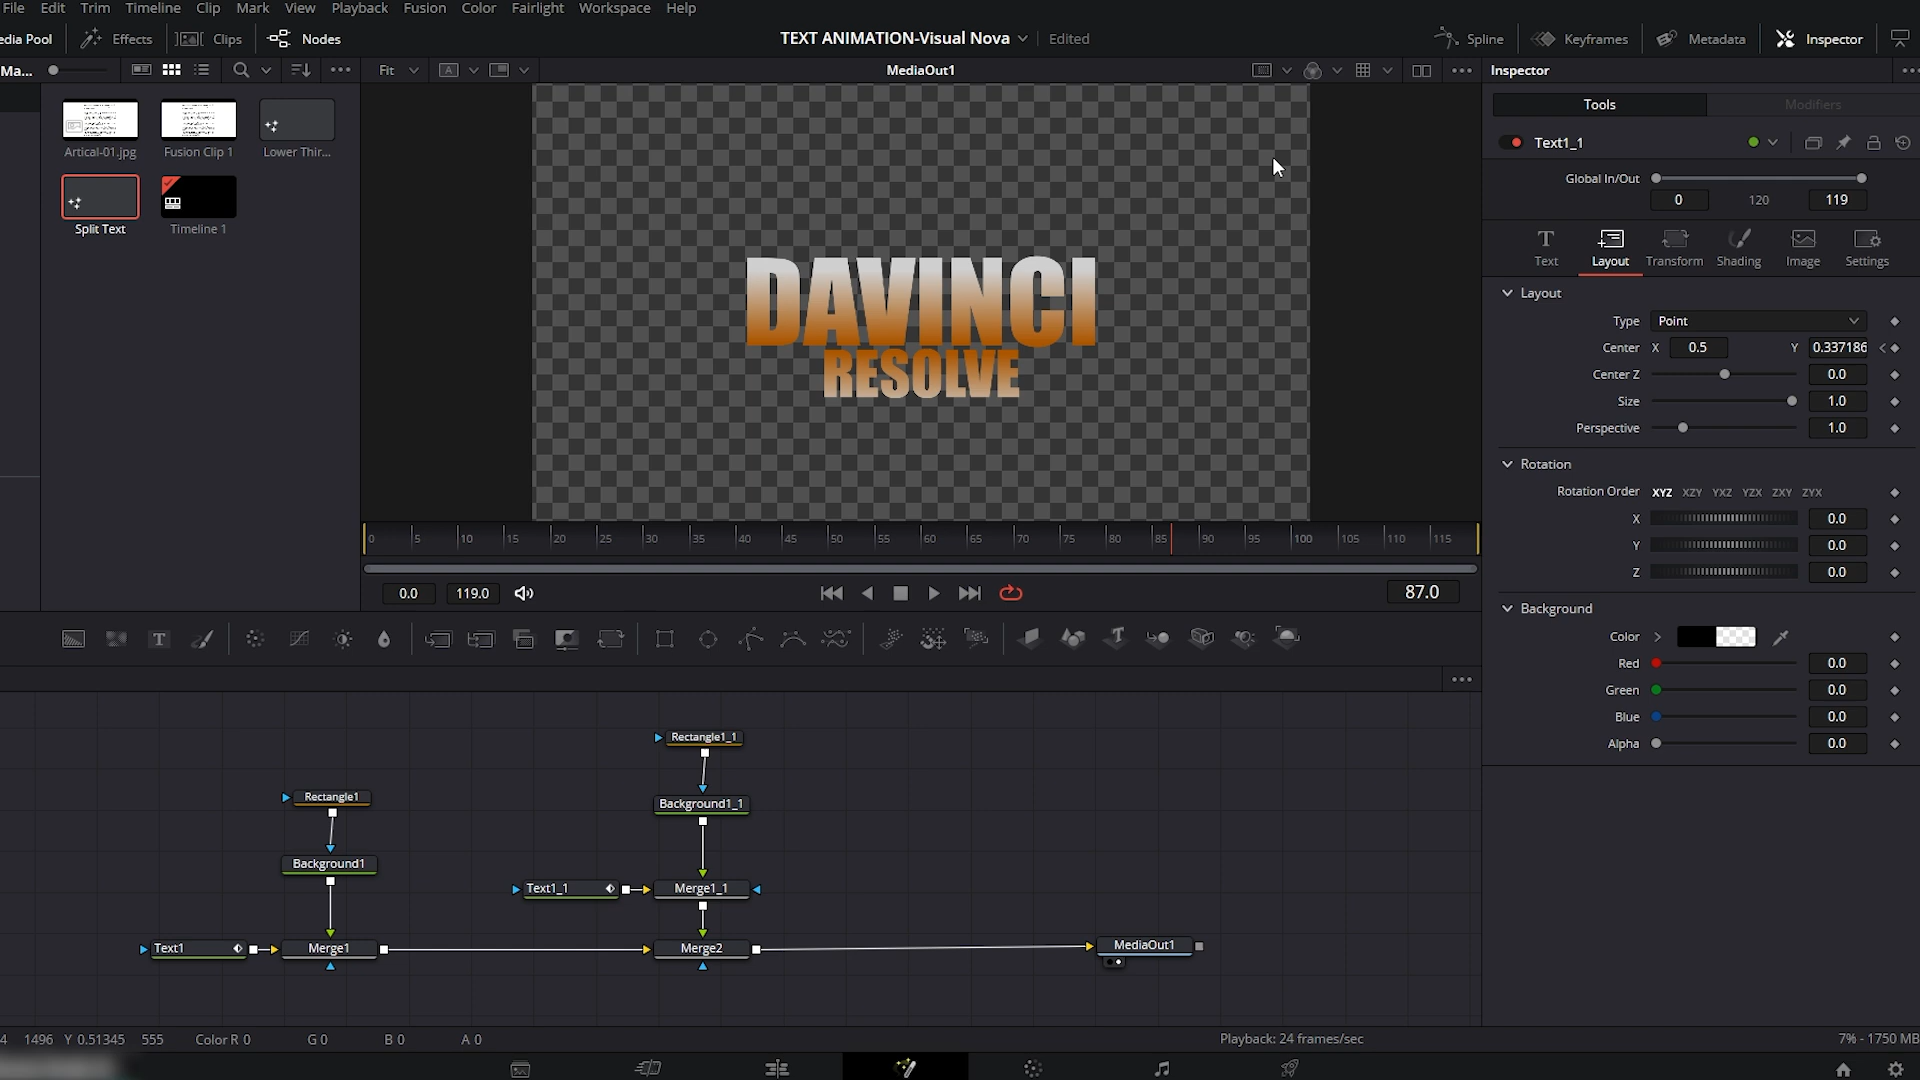 File Edit Trim Timeline Clip Mark View Playback Fusion Color Fairlight Workspace Help
edia Pool Effects Clips Nodes TEXT ANIMATION-Visual Nova Edited Spline Keyframes Metadata Inspector
Ma... Fit A MediaOut1 Inspector
Tools Modifiers
Artical-01.jpg Fusion Clip 1 Lower Thir...
Split Text Timeline 1
DAVINCI
RESOLVE
Text1_1
Global In/Out
0 120 119
Text Layout Transform Shading Image Settings
Layout
Type Point
Center X 0.5 Y 0.337186
Center Z 0.0
Size 1.0
Perspective 1.0
Rotation
Rotation Order XYZ XZY YXZ YZX ZXY ZYX
X 0.0
Y 0.0
Z 0.0
Background
Color
Red 0.0
Green 0.0
Blue 0.0
Alpha 0.0
0 5 10 15 20 25 30 35 40 45 50 55 60 65 70 75 80 85 90 95 100 105 110 115
0.0 119.0 87.0
Rectangle1_1
Rectangle1
Background1_1
Background1
Text1_1 Merge1_1
Text1 Merge1 Merge2 MediaOut1
4 1496 Y 0.51345 555 Color R 0 G 0 B 0 A 0 Playback: 24 frames/sec 7% - 1750 MB